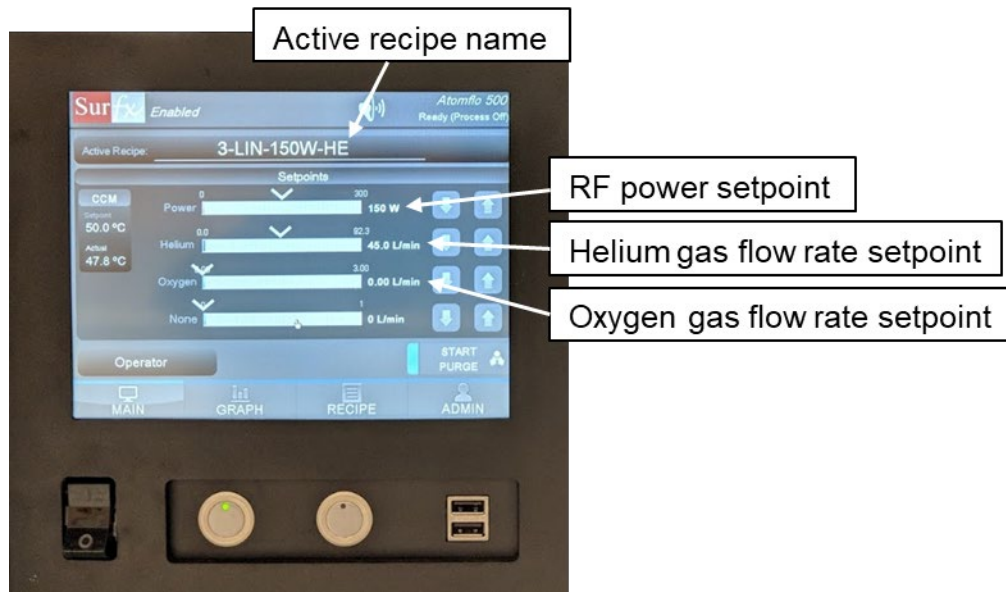 Active recipe name
Surfx Enabled
Atomflo 500
Ready (Process Off)
Active Recipe: 3-LIN-150W-HE
Setpoints
CCM
Setpoint
50.0 °C
Actual
47.8 °C
0 300
Power 150 W
0.0 92.3
Helium 45.0 L/min
3.00
Oxygen 0.00 L/min
1
None 0 L/min
Operator
START
PURGE
MAIN GRAPH RECIPE ADMIN
RF power setpoint
Helium gas flow rate setpoint
Oxygen gas flow rate setpoint